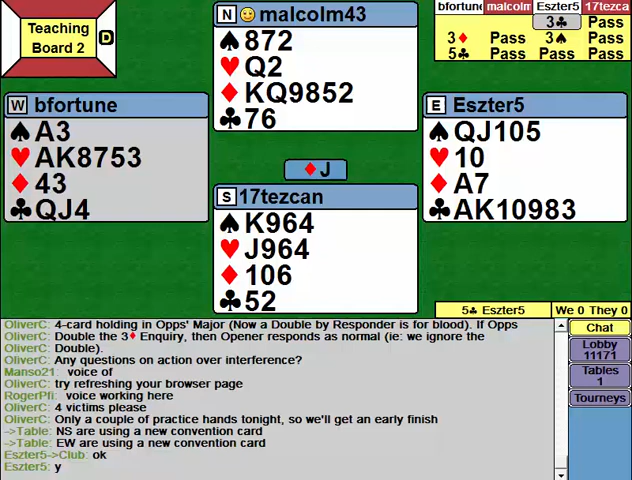 Teaching
Board 2
D
N malcolm43
♠872
♥Q2
♦KQ9852
♣76
bfortune malcolm Eszter5 17tezca
3♣ Pass
3♦ Pass 3♠ Pass
5♣ Pass Pass Pass
W bfortune
♠A3
♥AK8753
♦43
♣QJ4
♦J
E Eszter5
♠QJ105
♥10
♦A7
♣AK10983
S 17tezcan
♠K964
♥J964
♦106
♣52
5♣ Eszter5 We 0 They 0
OliverC: 4-card holding in Opps' Major (Now a Double by Responder is for blood). If Opps
OliverC: Double the 3♦ Enquiry, then Opener responds as normal (ie: we ignore the
OliverC: Double).
OliverC: Any questions on action over interference?
Manso21: voice of
OliverC: try refreshing your browser page
RogerPfi: voice working here
OliverC: 4 victims please
OliverC: Only a couple of practice hands tonight, so we'll get an early finish
->Table: NS are using a new convention card
->Table: EW are using a new convention card
Eszter5->Club: ok
Eszter5: y
Chat
Lobby
11171
Tables
1
Tourneys